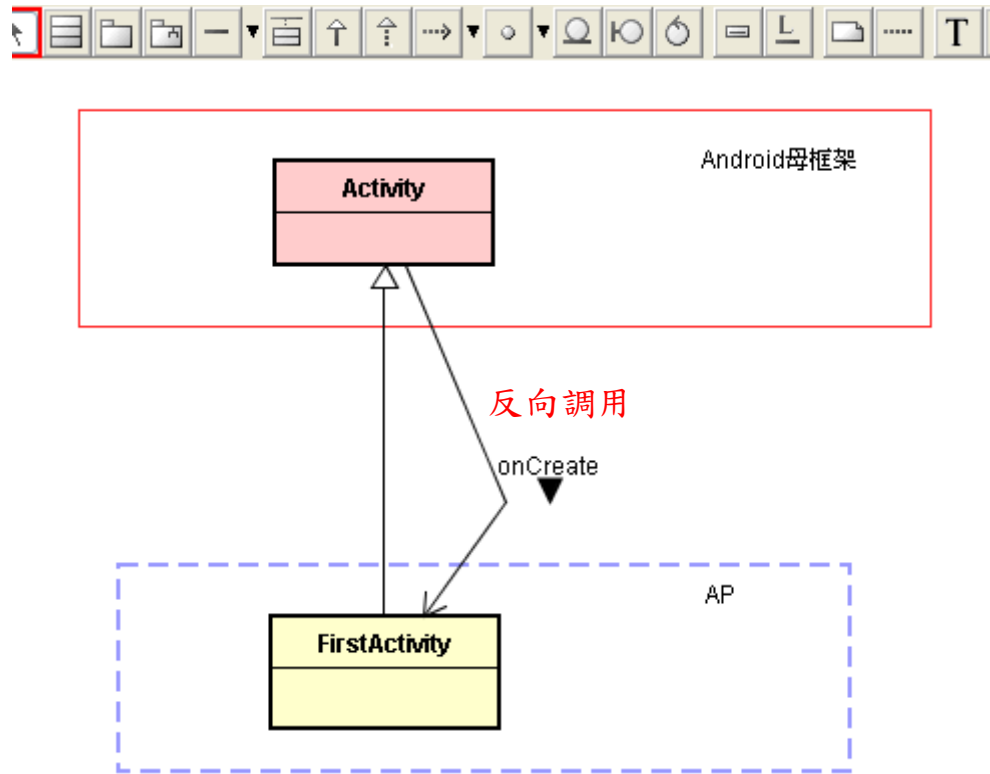 T
Android母框架
Activity
反向調用
onCreate
AP
FirstActivity